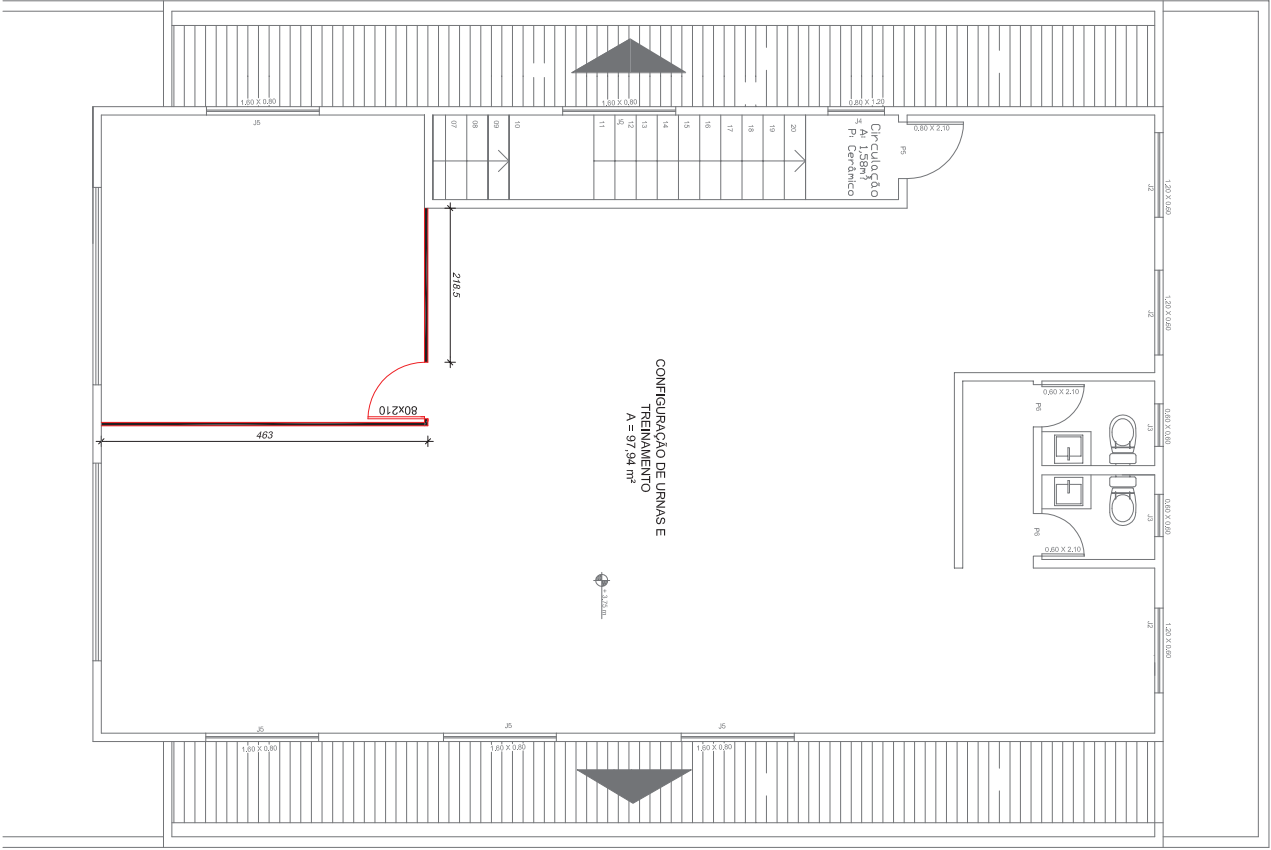 1,60 X 0,80
J5
1,60 X 0,80
J5
0,80 X 1,20
J4
07
08
09
10
11
12
13
14
15
16
17
18
19
20
Circulação
A: 1,58m²
P: Cerâmico
P5
0,80 X 2,10
J2
1,20 X 0,60
J2
1,20 X 0,60
218.5
80x210
463
CONFIGURAÇÃO DE URNAS E
TREINAMENTO
A = 97,94 m²
0,60 X 2,10
P6
J3
0,60 X 0,60
J3
0,60 X 0,60
P6
0,60 X 2,10
+ 3,75 m
J2
1,20 X 0,60
J5
1,60 X 0,80
J5
1,60 X 0,80
J5
1,60 X 0,80